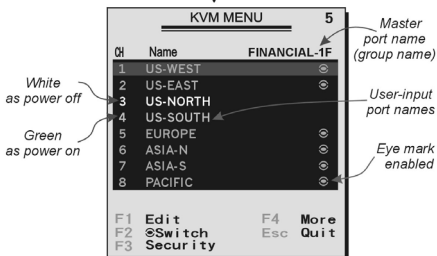 KVM MENU 5
Master
port name
(group name)
CH Name FINANCIAL-1F
1 US-WEST
2 US-EAST
3 US-NORTH
4 US-SOUTH
5 EUROPE
6 ASIA-N
7 ASIA-S
8 PACIFIC
White
as power off
Green
as power on
User-input
port names
Eye mark
enabled
F1 Edit F4 More
F2 Switch Esc Quit
F3 Security